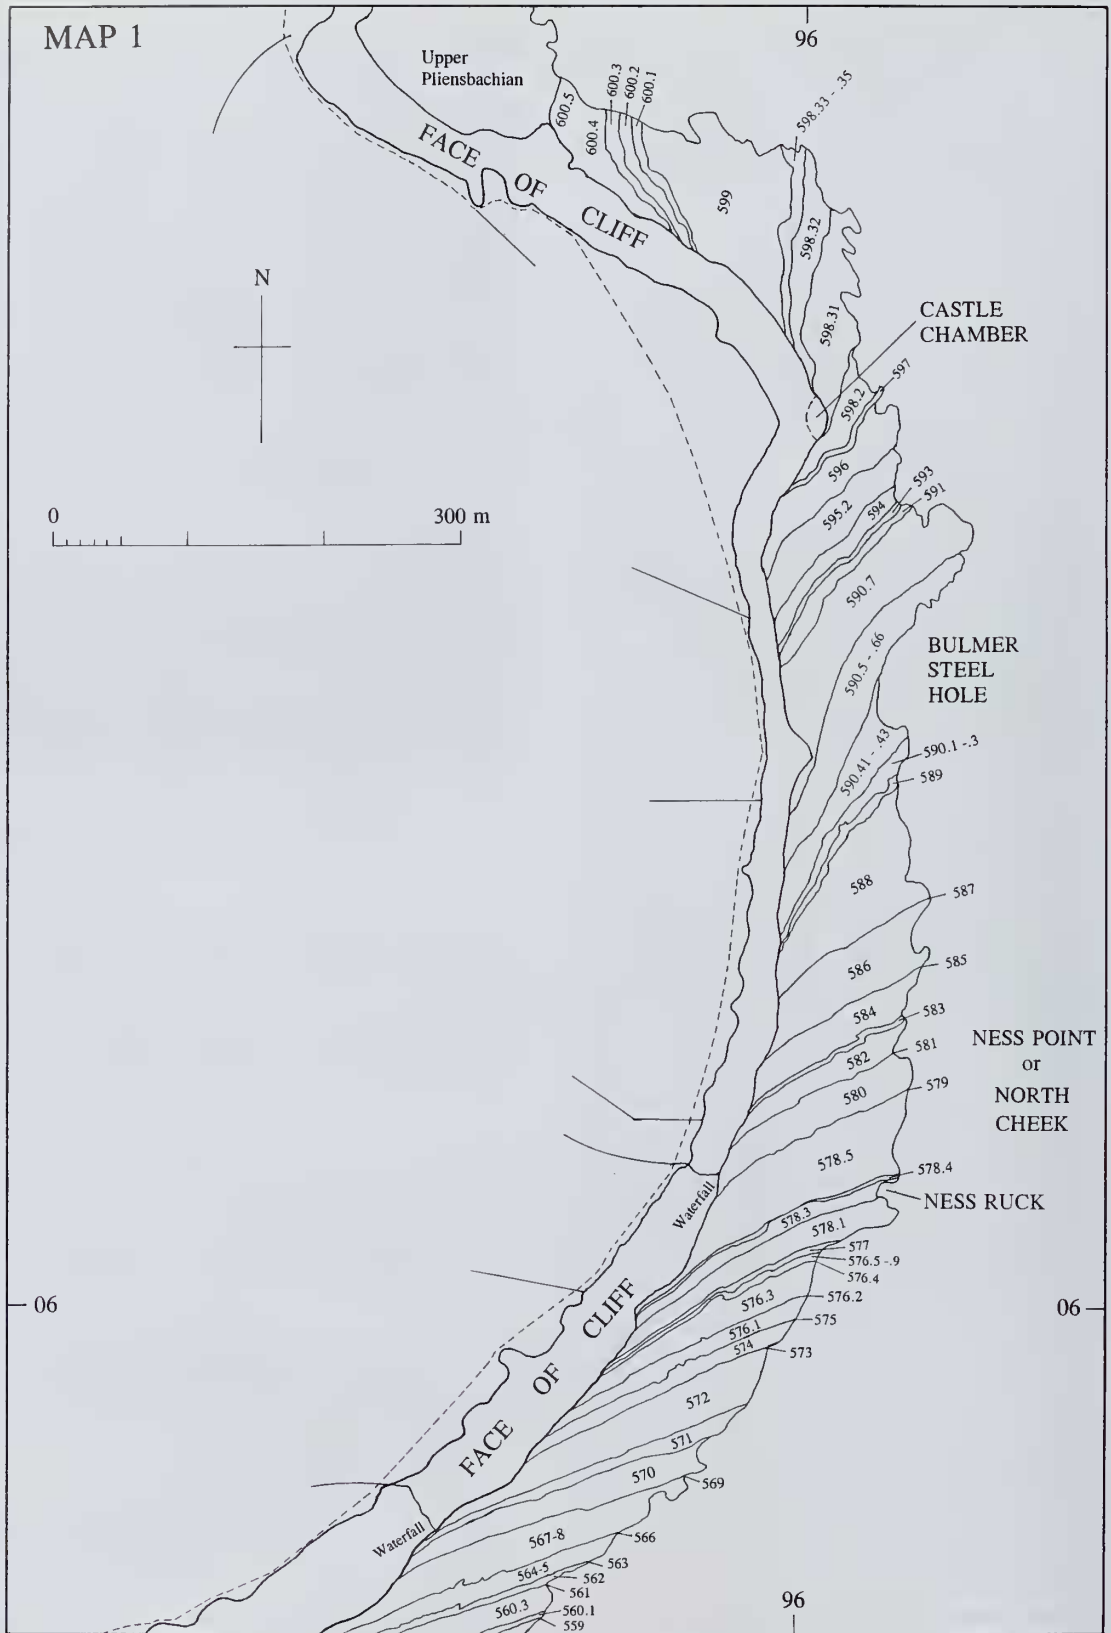 MAP 1
96
Upper
Pliensbachian
600.5
600.4
600.3
600.2
600.1
599
598.33 - .35
598.32
598.31
FACE OF CLIFF
N
CASTLE
CHAMBER
598.2
597
596
595.2
594
593
591
0 300 m
590.7
590.5 - .66
BULMER
STEEL
HOLE
590.41 - .43
590.1 -.3
589
588
587
586
585
584
583
582
581
580
579
NESS POINT
or
NORTH
CHEEK
578.5
578.4
NESS RUCK
Waterfall
578.3
578.1
577
576.5 -.9
576.4
576.3
576.2
576.1
575
574
573
06
06
FACE OF CLIFF
572
571
570
569
Waterfall
567-8
566
564-5
563
562
561
560.3
560.1
559
96